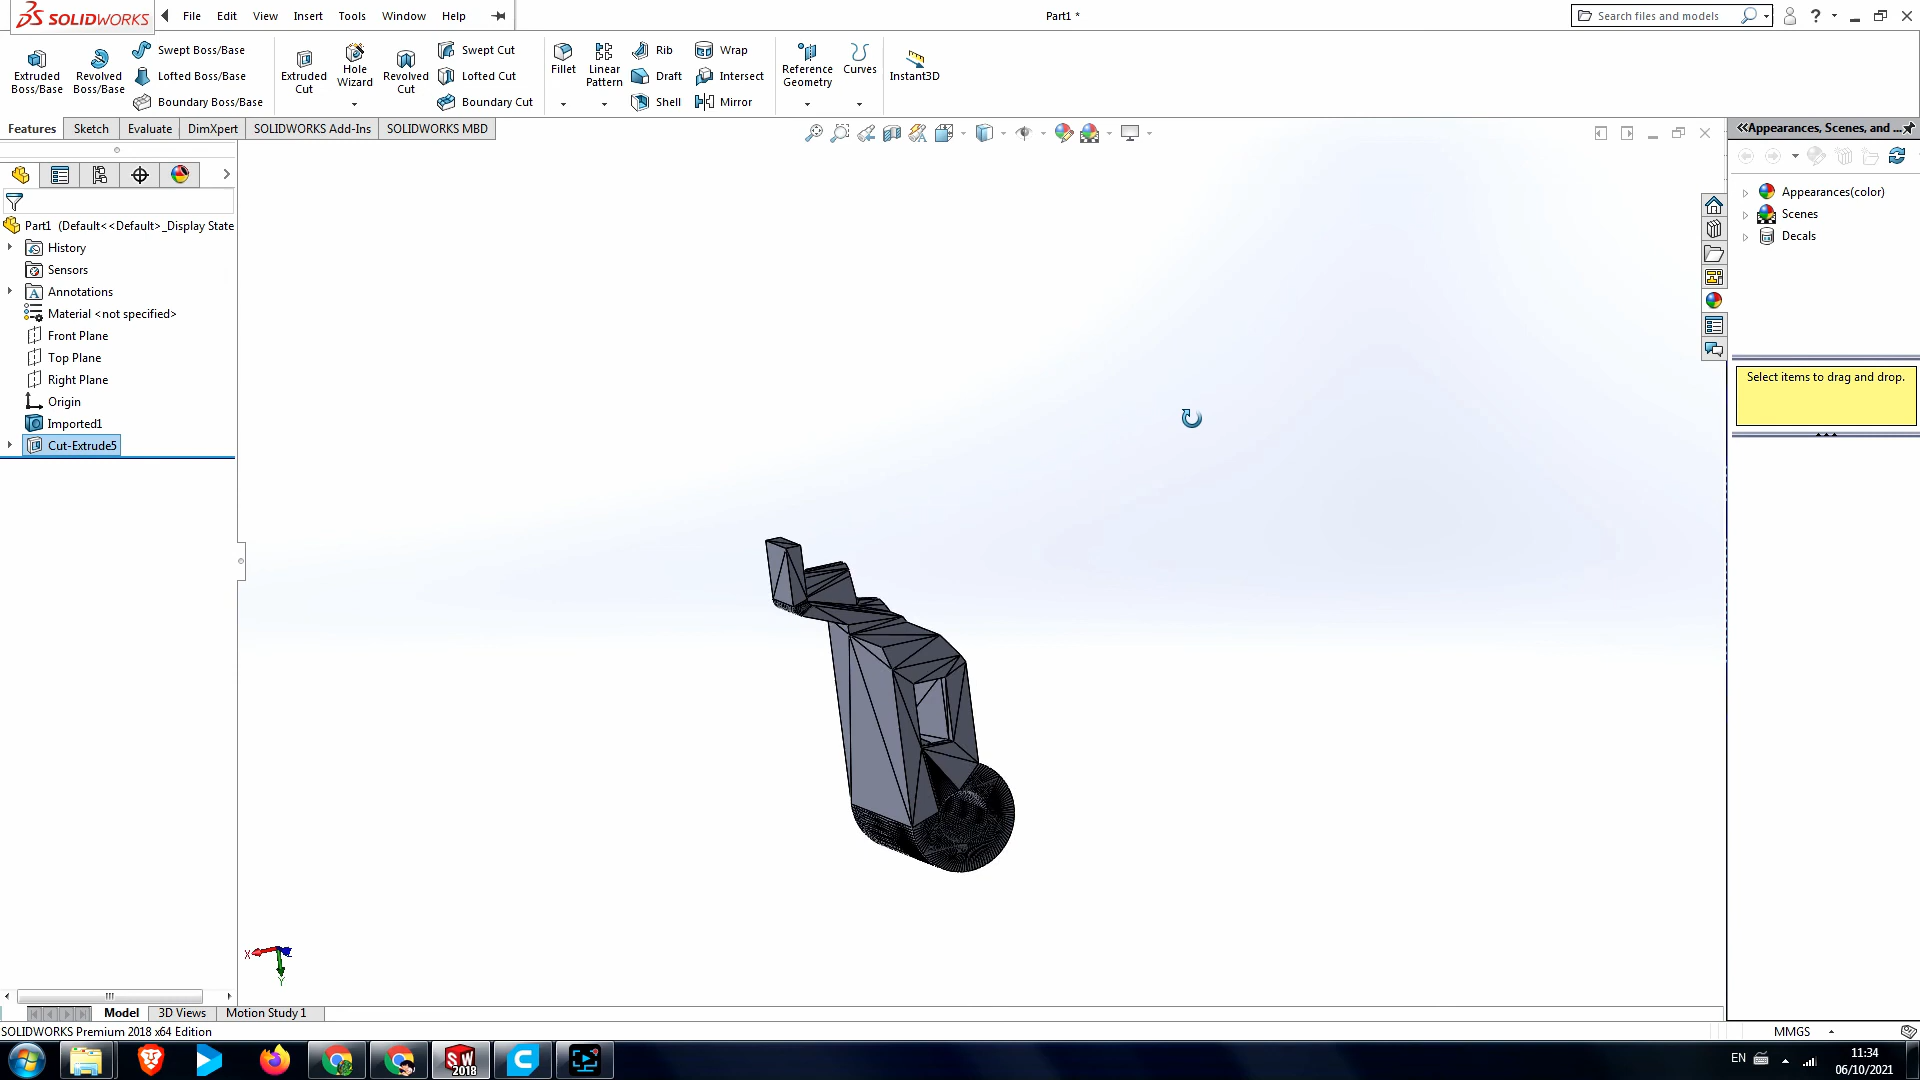 SOLIDWORKS
File Edit View Insert Tools Window Help
Part1 *
Search files and models
Extruded Boss/Base
Revolved Boss/Base
Swept Boss/Base
Lofted Boss/Base
Boundary Boss/Base
Extruded Cut
Hole Wizard
Revolved Cut
Swept Cut
Lofted Cut
Boundary Cut
Fillet
Linear Pattern
Rib
Draft
Shell
Wrap
Intersect
Mirror
Reference Geometry
Curves
Instant3D
Features Sketch Evaluate DimXpert SOLIDWORKS Add-Ins SOLIDWORKS MBD
Part1 (Default<<Default>_Display State
History
Sensors
Annotations
Material <not specified>
Front Plane
Top Plane
Right Plane
Origin
Imported1
Cut-Extrude5
Appearances, Scenes, and ...
Appearances(color)
Scenes
Decals
Select items to drag and drop.
X
Y
Model 3D Views Motion Study 1
SOLIDWORKS Premium 2018 x64 Edition
MMGS
SW
2018
EN
11:34
06/10/2021